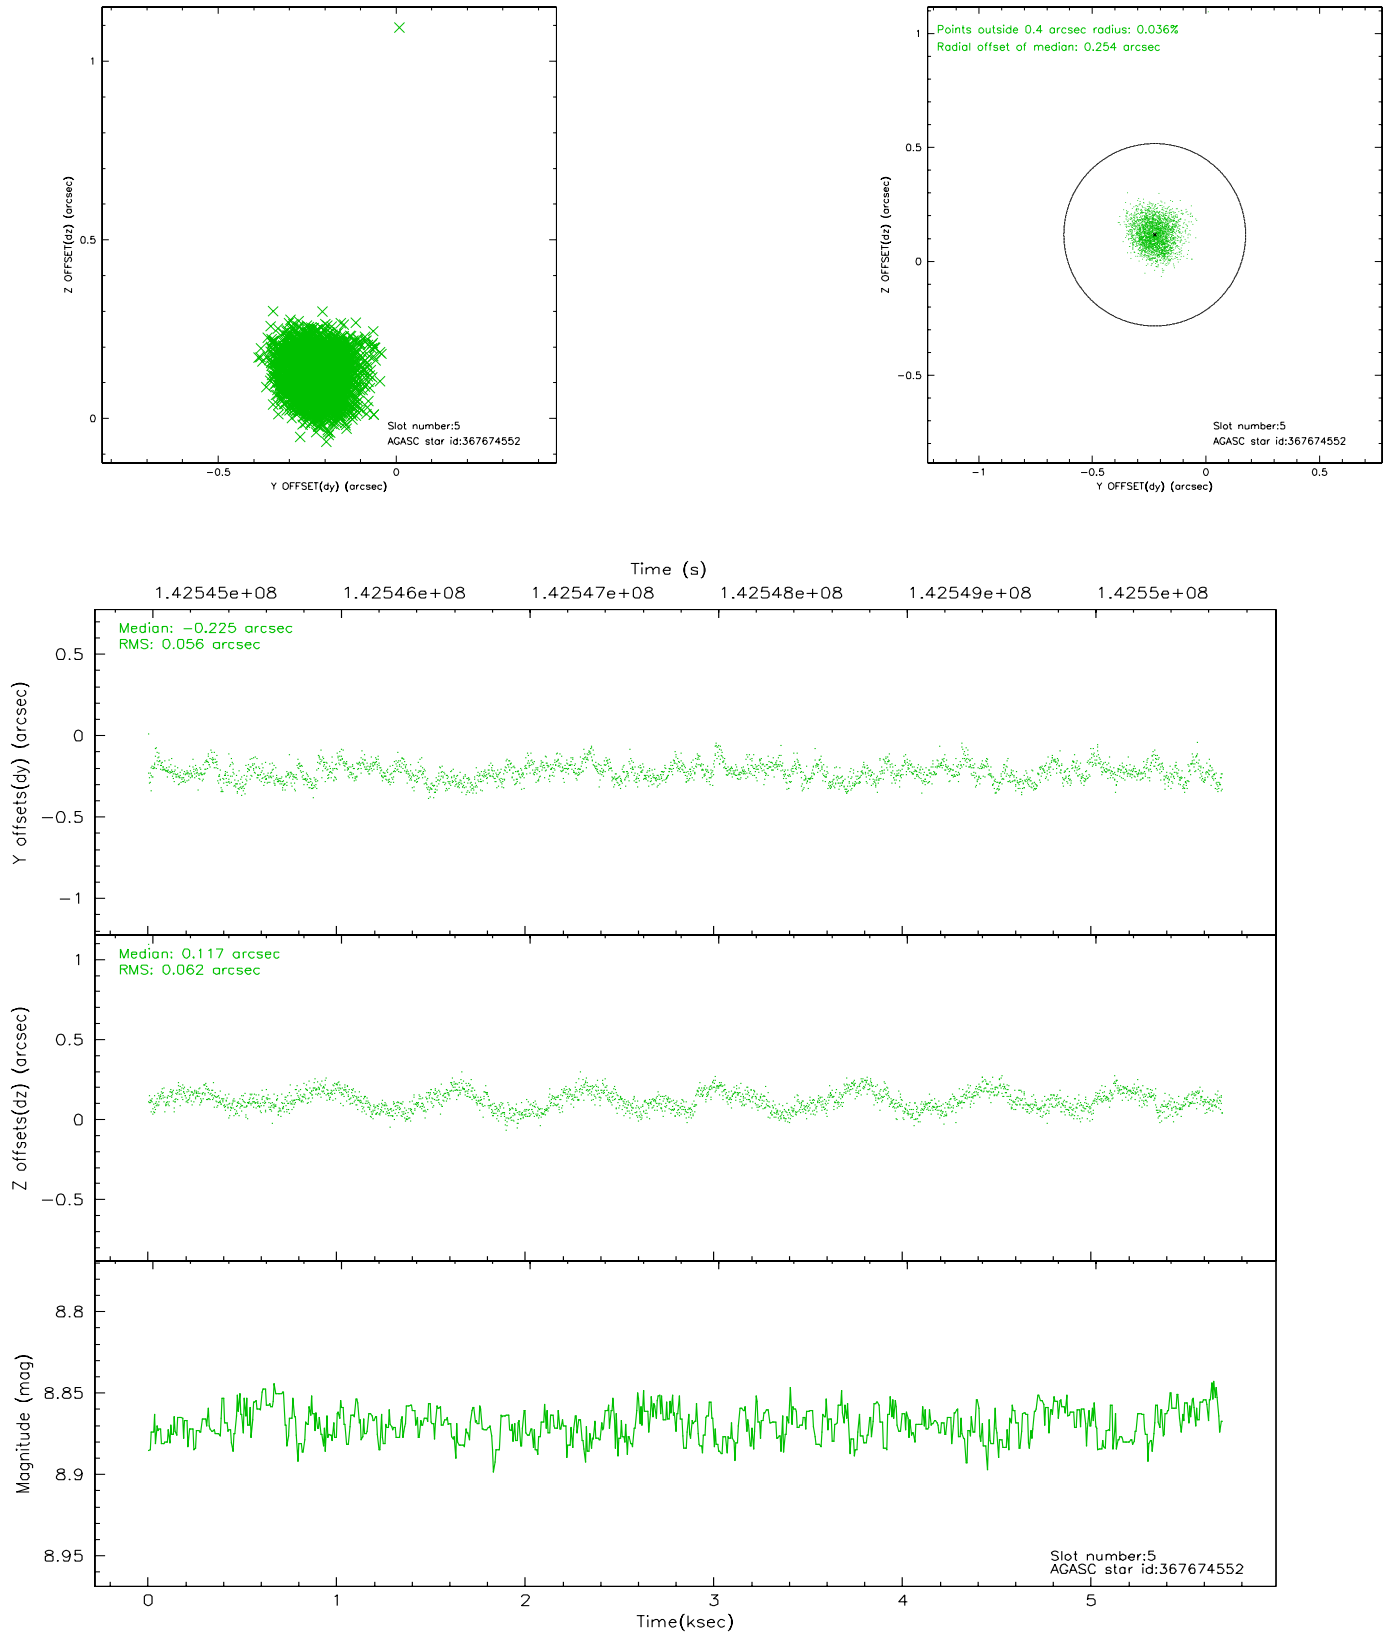 1
0.5
0
Z OFFSET(dz) (arcsec)
Slot number:5
AGASC star id:367674552
−0.5
0
Y OFFSET(dy) (arcsec)
Points outside 0.4 arcsec radius: 0.036%
Radial offset of median: 0.254 arcsec
1
0.5
0
−0.5
Z OFFSET(dz) (arcsec)
Slot number:5
AGASC star id:367674552
−1
−0.5
0
0.5
Y OFFSET(dy) (arcsec)
Time (s)
1.42545e+08
1.42546e+08
1.42547e+08
1.42548e+08
1.42549e+08
1.4255e+08
Median: −0.225 arcsec
RMS: 0.056 arcsec
0.5
0
−0.5
−1
Y offsets(dy) (arcsec)
Median: 0.117 arcsec
RMS: 0.062 arcsec
1
0.5
0
−0.5
Z offsets(dz) (arcsec)
8.8
8.85
8.9
8.95
Magnitude (mag)
Slot number:5
AGASC star id:367674552
0
1
2
3
4
5
Time(ksec)